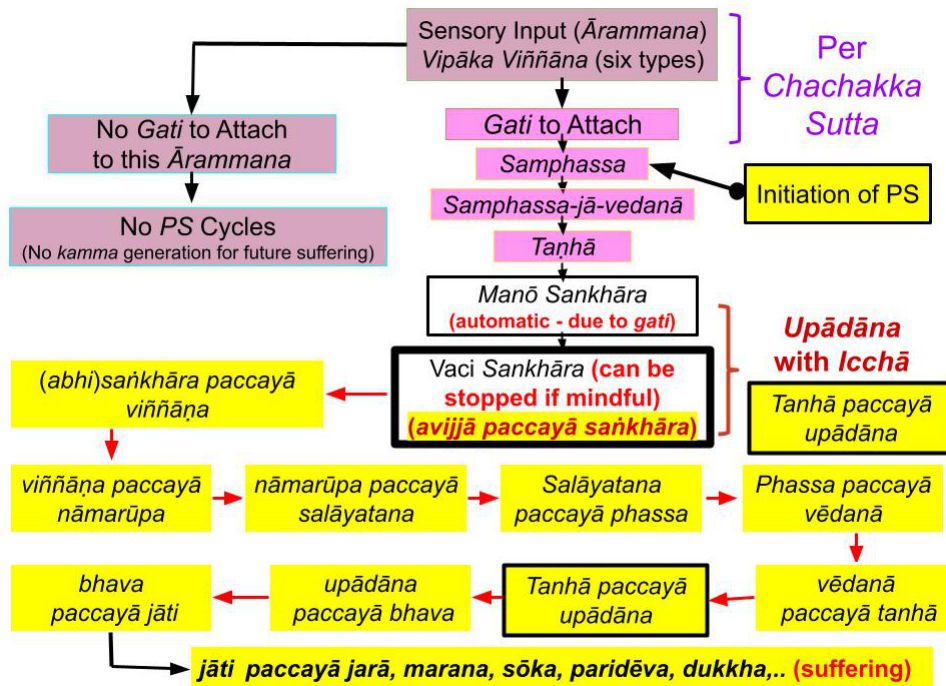 Sensory Input (Ārammana)
Vipāka Viññāna (six types)
Per
Chachakka
Sutta
No Gati to Attach
to this Ārammana
Gati to Attach
Samphassa
Initiation of PS
Samphassa-jā-vedanā
No PS Cycles
(No kamma generation for future suffering)
Taṇhā
Manō Sankhāra
(automatic - due to gati)
Upādāna
with Icchā
Vaci Sankhāra (can be
stopped if mindful)
(avijjā paccayā saṅkhāra)
Tanhā paccayā
upādāna
(abhi)saṅkhāra paccayā
viññāṇa
viññāṇa paccayā
nāmarūpa
nāmarūpa paccayā
salāyatana
Salāyatana
paccayā phassa
Phassa paccayā
vēdanā
bhava
paccayā jāti
upādāna
paccayā bhava
Tanhā paccayā
upādāna
vēdanā
paccayā tanhā
jāti paccayā jarā, marana, sōka, paridēva, dukkha,.. (suffering)